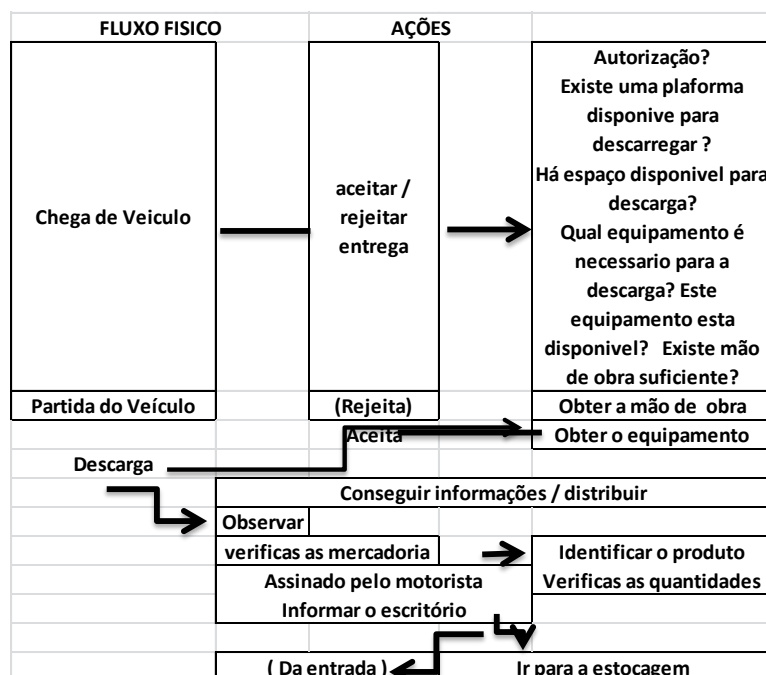 FLUXO FISICO
AÇÕES
Chega de Veiculo
aceitar /
rejeitar
entrega
Autorização?
Existe uma plaforma
disponive para
descarregar ?
Há espaço disponivel para
descarga?
Qual equipamento é
necessario para a
descarga? Este
equipamento esta
disponivel? Existe mão
de obra suficiente?
Partida do Veículo
(Rejeita)
Obter a mão de obra
Aceita
Obter o equipamento
Descarga
Conseguir informações / distribuir
Observar
verificas as mercadoria
Identificar o produto
Assinado pelo motorista
Verificas as quantidades
Informar o escritório
( Da entrada )
Ir para a estocagem